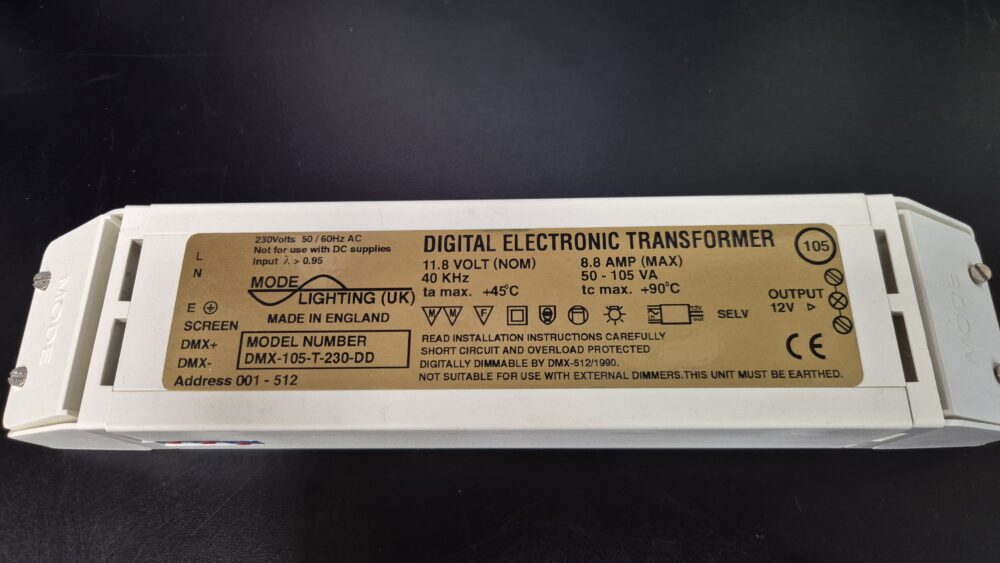 MODE
L
N
E
SCREEN
DMX+
DMX-
Address 001 - 512
230Volts 50 / 60Hz AC
Not for use with DC supplies
Input λ > 0.95
MODE
LIGHTING (UK)
MADE IN ENGLAND
MODEL NUMBER
DMX-105-T-230-DD
DIGITAL ELECTRONIC TRANSFORMER
105
11.8 VOLT (NOM) 8.8 AMP (MAX)
40 KHz 50 - 105 VA
ta max. +45°C tc max. +90°C
M M F SELV
OUTPUT
12V
READ INSTALLATION INSTRUCTIONS CAREFULLY
SHORT CIRCUIT AND OVERLOAD PROTECTED
DIGITALLY DIMMABLE BY DMX-512/1990.
NOT SUITABLE FOR USE WITH EXTERNAL DIMMERS.THIS UNIT MUST BE EARTHED.
CE
MODE